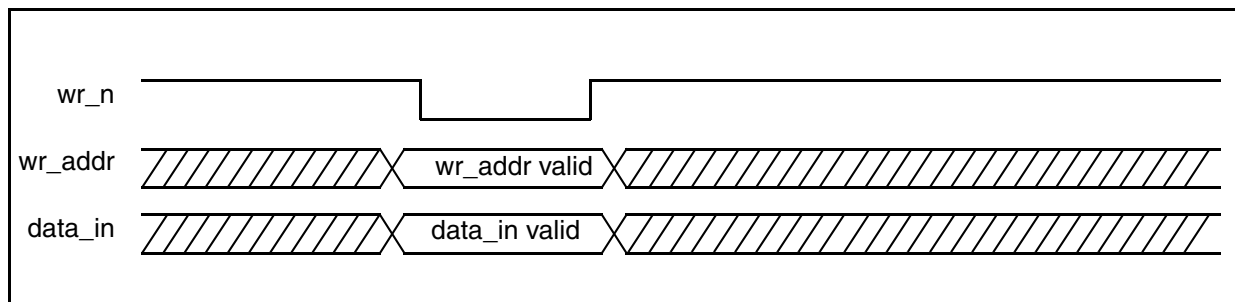 wr_n
wr_addr wr_addr valid
data_in data_in valid